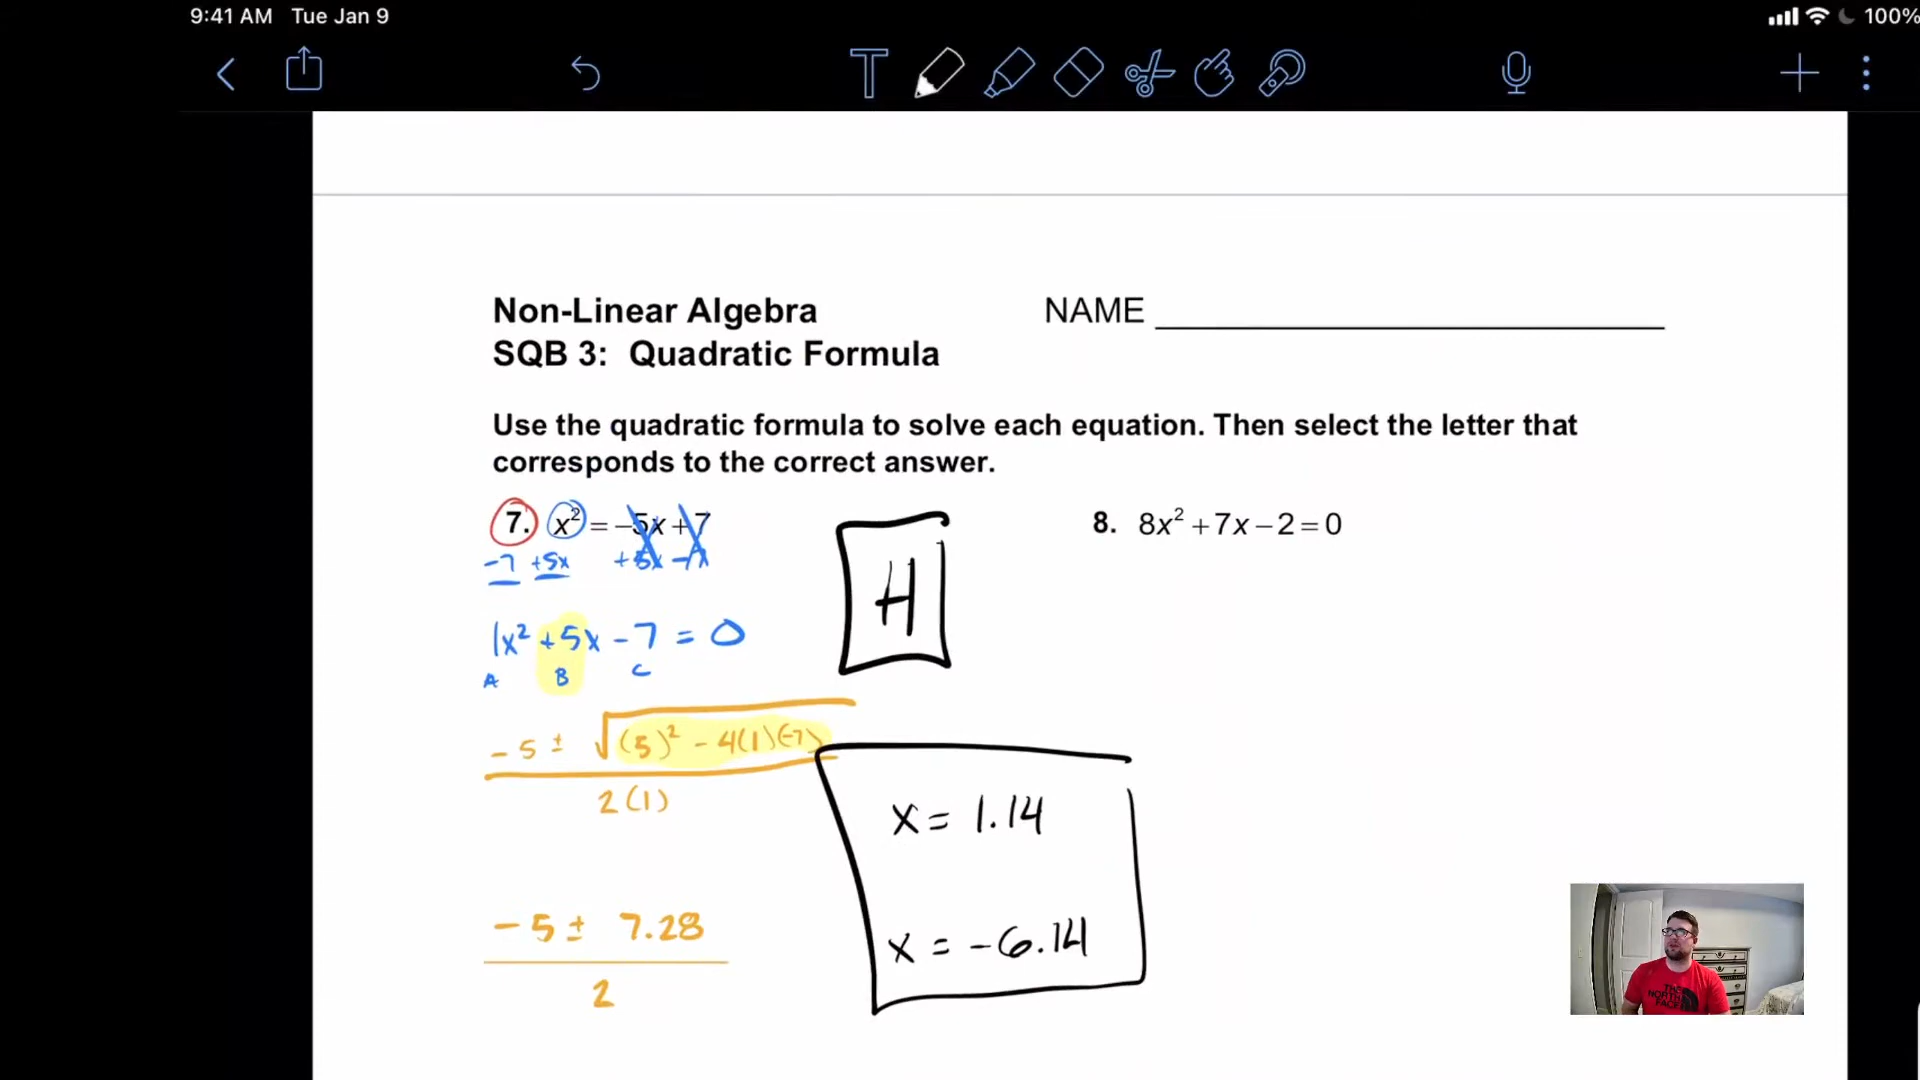 9:41 AM Tue Jan 9
100%
T
Non-Linear Algebra
NAME
SQB 3: Quadratic Formula
Use the quadratic formula to solve each equation. Then select the letter that
corresponds to the correct answer.
7. x² = −5x + 7
8. 8x² + 7x − 2 = 0
-7 +5x +5x -7
H
1x² + 5x - 7 = 0
A B C
-5 ± √(5)² - 4(1)(-7)
2(1)
x = 1.14
-5 ± 7.28
2
x = -6.14
THE
NORTH
FACE